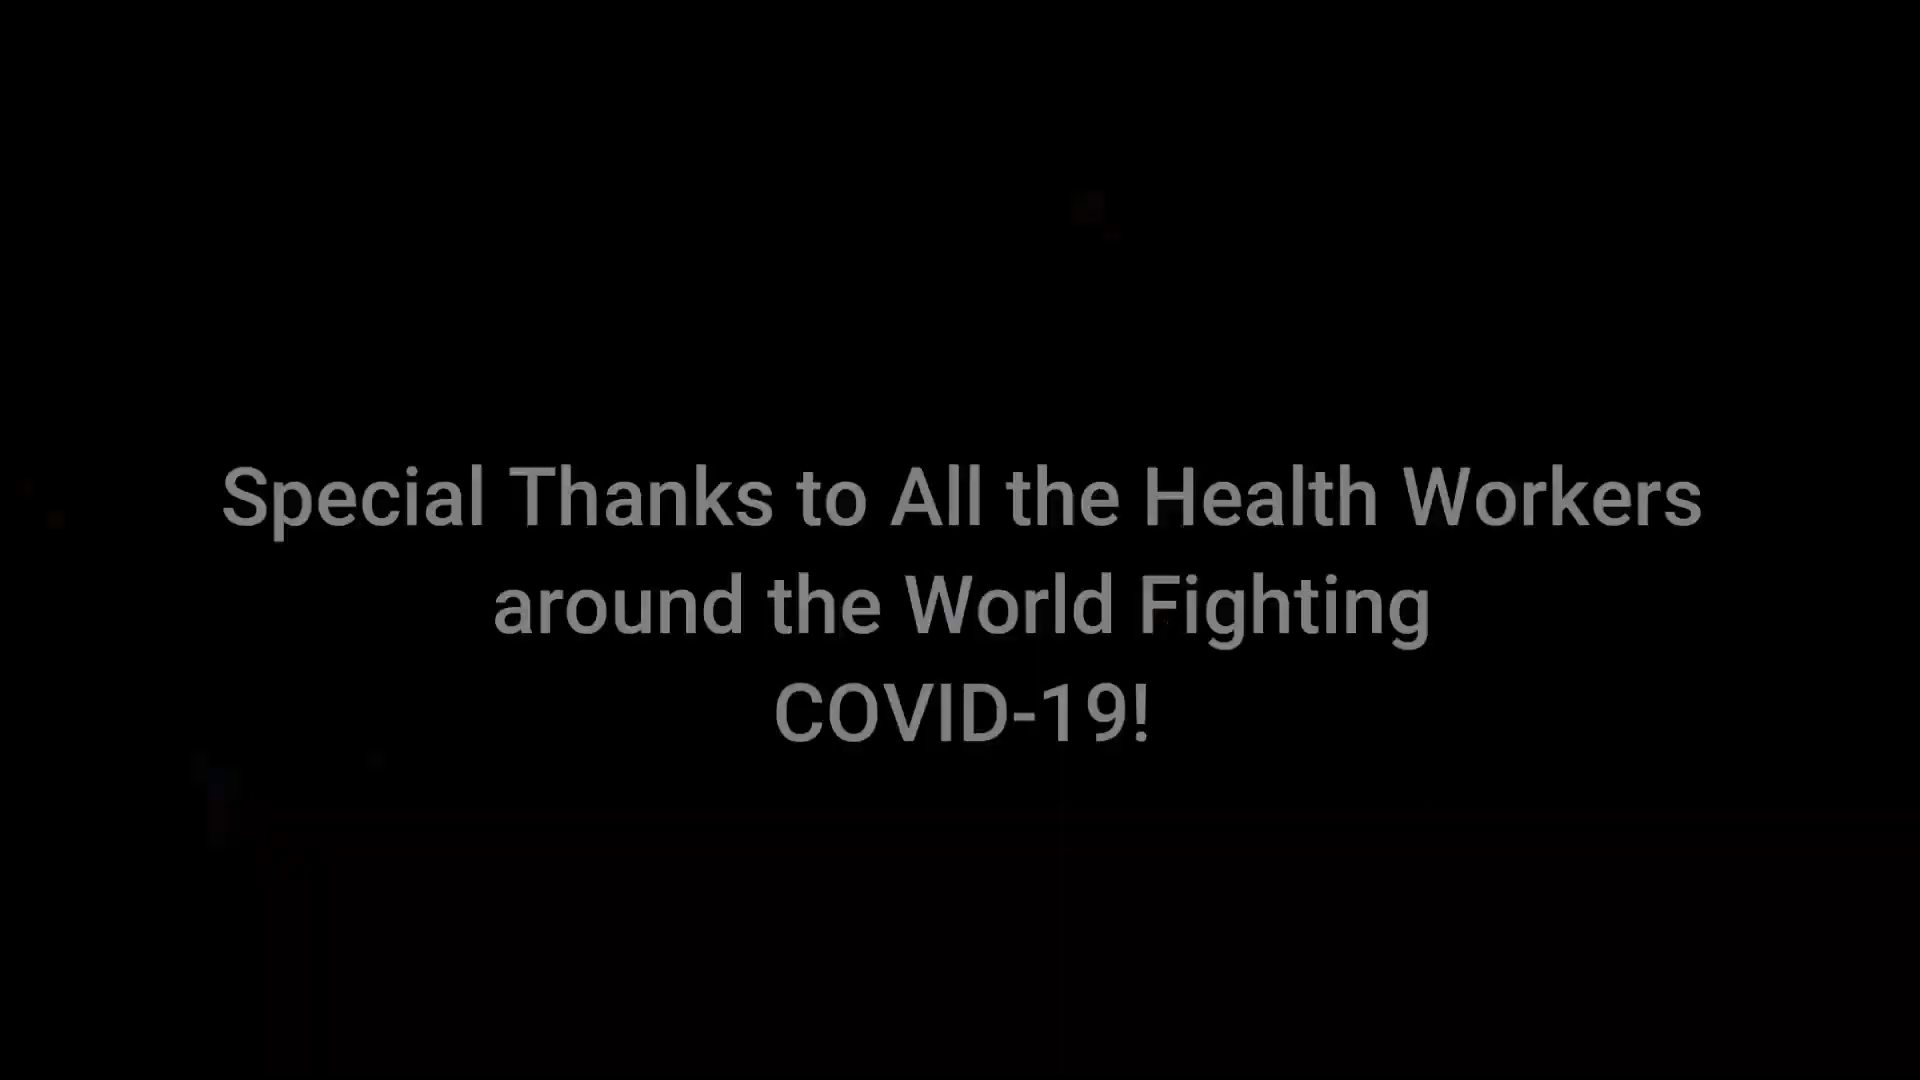 Special Thanks to All the Health Workers
around the World Fighting
COVID-19!